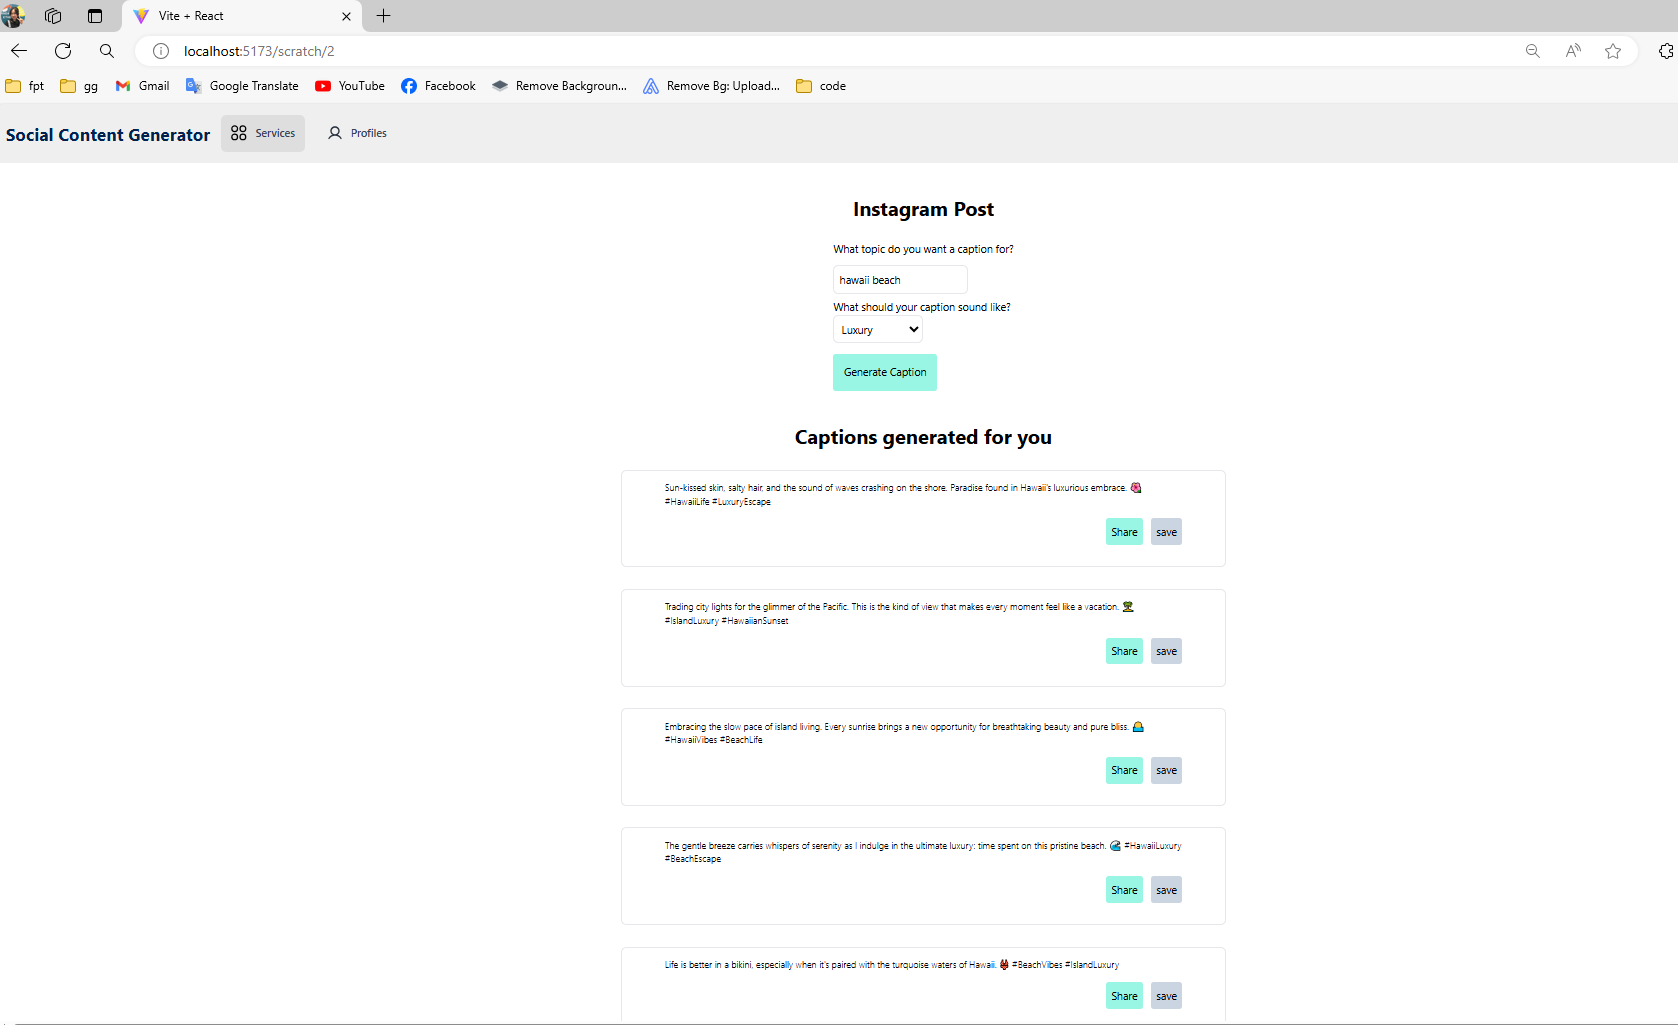 Vite + React
localhost:5173/scratch/2
fpt
gg
Gmail
Google Translate
YouTube
Facebook
Remove Backgroun...
Remove Bg: Upload...
code
Social Content Generator
Services
Profiles
Instagram Post
What topic do you want a caption for?
hawaii beach
What should your caption sound like?
Luxury
Generate Caption
Captions generated for you
Sun-kissed skin, salty hair, and the sound of waves crashing on the shore. Paradise found in Hawaii's luxurious embrace. 🌺
#HawaiiLife #LuxuryEscape
Share save
Trading city lights for the glimmer of the Pacific. This is the kind of view that makes every moment feel like a vacation. 🌴
#IslandLuxury #HawaiianSunset
Share save
Embracing the slow pace of island living. Every sunrise brings a new opportunity for breathtaking beauty and pure bliss. 🌅
#HawaiiVibes #BeachLife
Share save
The gentle breeze carries whispers of serenity as I indulge in the ultimate luxury: time spent on this pristine beach. 🌊 #HawaiiLuxury
#BeachEscape
Share save
Life is better in a bikini, especially when it's paired with the turquoise waters of Hawaii. 👙 #BeachVibes #IslandLuxury
Share save